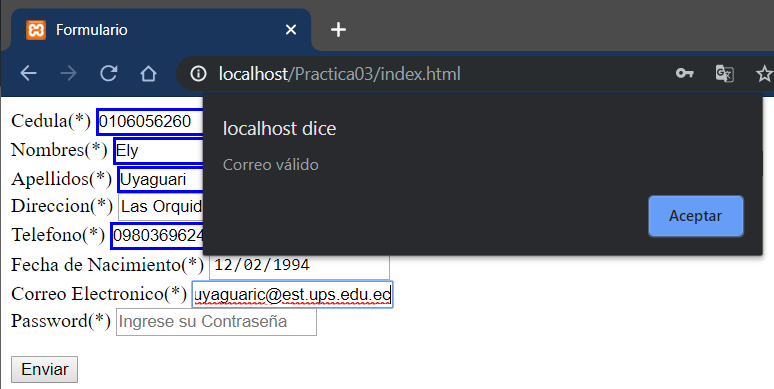 Formulario
localhost/Practica03/index.html
localhost dice
Correo válido
Aceptar
Cedula(*) 0106056260
Nombres(*) Ely
Apellidos(*) Uyaguari
Direccion(*) Las Orquid
Telefono(*) 0980369624
Fecha de Nacimiento(*) 12/02/1994
Correo Electronico(*) uyaguaric@est.ups.edu.ec
Password(*) Ingrese su Contraseña
Enviar